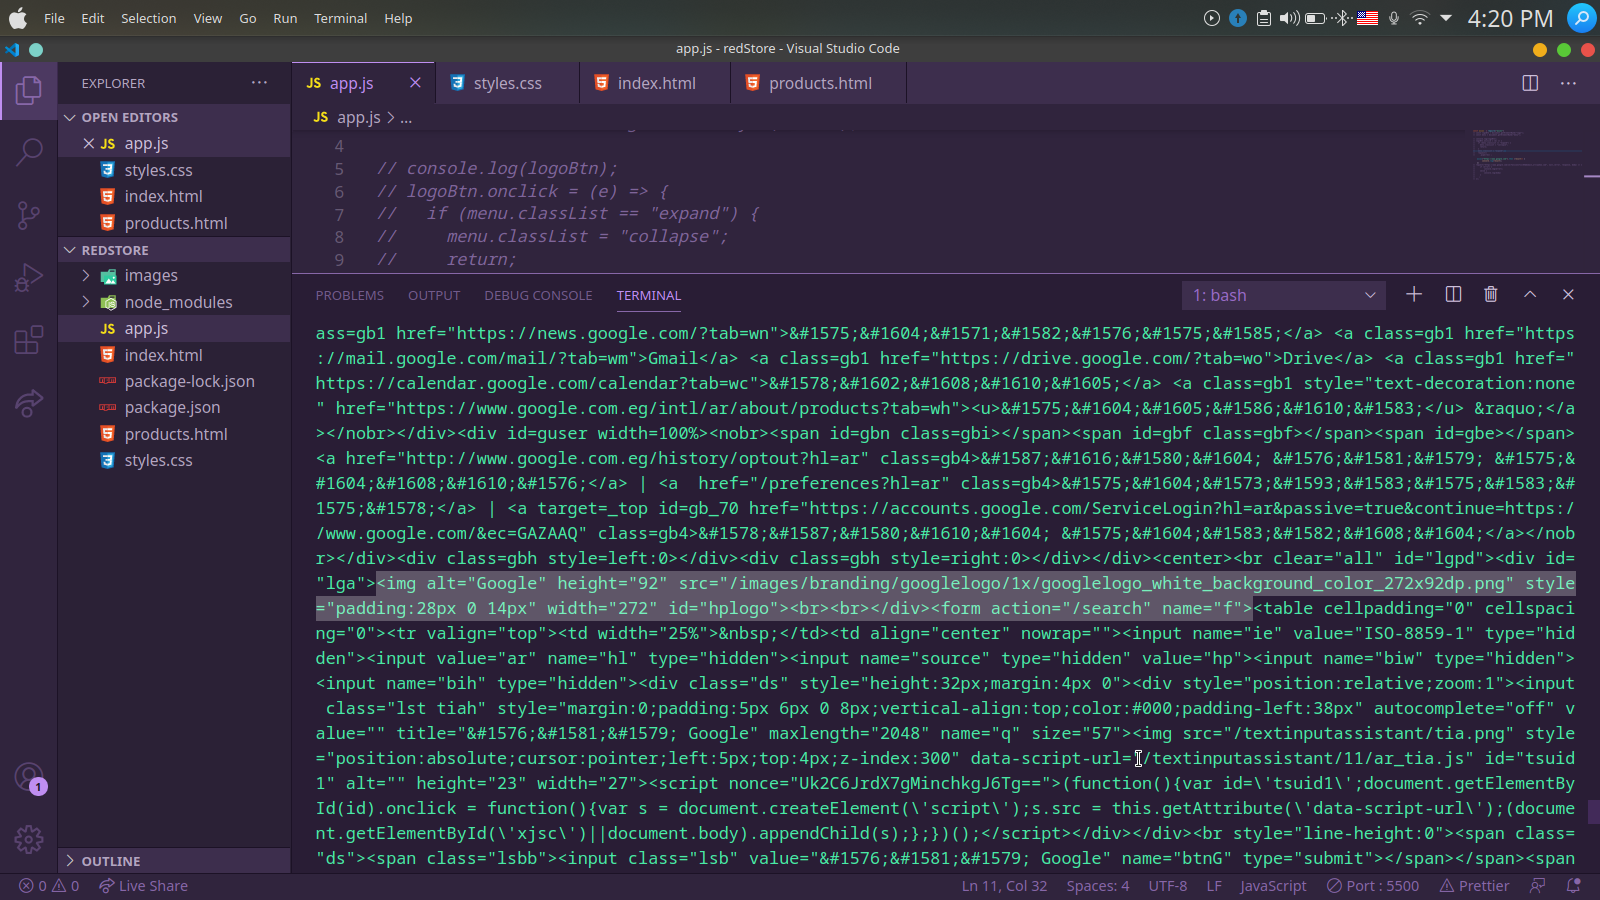 File Edit Selection View Go Run Terminal Help
4:20 PM
app.js - redStore - Visual Studio Code
EXPLORER
JS app.js
styles.css
index.html
products.html
JS app.js > ...
OPEN EDITORS
JS app.js
styles.css
index.html
products.html
REDSTORE
images
node_modules
JS app.js
index.html
package-lock.json
package.json
products.html
styles.css
OUTLINE
1
4
5 // console.log(logoBtn);
6 // logoBtn.onclick = (e) => {
7 //   if (menu.classList == "expand") {
8 //     menu.classList = "collapse";
9 //     return;
PROBLEMS OUTPUT DEBUG CONSOLE TERMINAL
1: bash
ass=gb1 href="https://news.google.com/?tab=wn">&#1575;&#1604;&#1571;&#1582;&#1576;&#1575;&#1585;</a> <a class=gb1 href="https
://mail.google.com/mail/?tab=wm">Gmail</a> <a class=gb1 href="https://drive.google.com/?tab=wo">Drive</a> <a class=gb1 href="
https://calendar.google.com/calendar?tab=wc">&#1578;&#1602;&#1608;&#1610;&#1605;</a> <a class=gb1 style="text-decoration:none
" href="https://www.google.com.eg/intl/ar/about/products?tab=wh"><u>&#1575;&#1604;&#1605;&#1586;&#1610;&#1583;</u> &raquo;</a
></nobr></div><div id=guser width=100%><nobr><span id=gbn class=gbi></span><span id=gbf class=gbf></span><span id=gbe></span>
<a href="http://www.google.com.eg/history/optout?hl=ar" class=gb4>&#1587;&#1616;&#1580;&#1604; &#1576;&#1581;&#1579; &#1575;&
#1604;&#1608;&#1610;&#1576;</a> | <a  href="/preferences?hl=ar" class=gb4>&#1575;&#1604;&#1573;&#1593;&#1583;&#1575;&#1583;&#
1575;&#1578;</a> | <a target=_top id=gb_70 href="https://accounts.google.com/ServiceLogin?hl=ar&passive=true&continue=https:/
/www.google.com/&ec=GAZAAQ" class=gb4>&#1578;&#1587;&#1580;&#1610;&#1604; &#1575;&#1604;&#1583;&#1582;&#1608;&#1604;</a></nob
r></div><div class=gbh style=left:0></div><div class=gbh style=right:0></div></div><center><br clear="all" id="lgpd"><div id=
"lga"><img alt="Google" height="92" src="/images/branding/googlelogo/1x/googlelogo_white_background_color_272x92dp.png" style
="padding:28px 0 14px" width="272" id="hplogo"><br><br></div><form action="/search" name="f"><table cellpadding="0" cellspaci
ng="0"><tr valign="top"><td width="25%">&nbsp;</td><td align="center" nowrap=""><input name="ie" value="ISO-8859-1" type="hid
den"><input value="ar" name="hl" type="hidden"><input name="source" type="hidden" value="hp"><input name="biw" type="hidden">
<input name="bih" type="hidden"><div class="ds" style="height:32px;margin:4px 0"><div style="position:relative;zoom:1"><input
 class="lst tiah" style="margin:0;padding:5px 6px 0 8px;vertical-align:top;color:#000;padding-left:38px" autocomplete="off" v
alue="" title="&#1576;&#1581;&#1579; Google" maxlength="2048" name="q" size="57"><img src="/textinputassistant/tia.png" style
="position:absolute;cursor:pointer;left:5px;top:4px;z-index:300" data-script-url="/textinputassistant/11/ar_tia.js" id="tsuid
1" alt="" height="23" width="27"><script nonce="Uk2C6JrdX7gMinchkgJ6Tg==">(function(){var id=\'tsuid1\';document.getElementBy
Id(id).onclick = function(){var s = document.createElement(\'script\');s.src = this.getAttribute(\'data-script-url\');(docume
nt.getElementById(\'xjsc\')||document.body).appendChild(s);};})();</script></div></div><br style="line-height:0"><span class=
"ds"><span class="lsbb"><input class="lsb" value="&#1576;&#1581;&#1579; Google" name="btnG" type="submit"></span></span><span
0 0 Live Share Ln 11, Col 32 Spaces: 4 UTF-8 LF JavaScript Port : 5500 Prettier